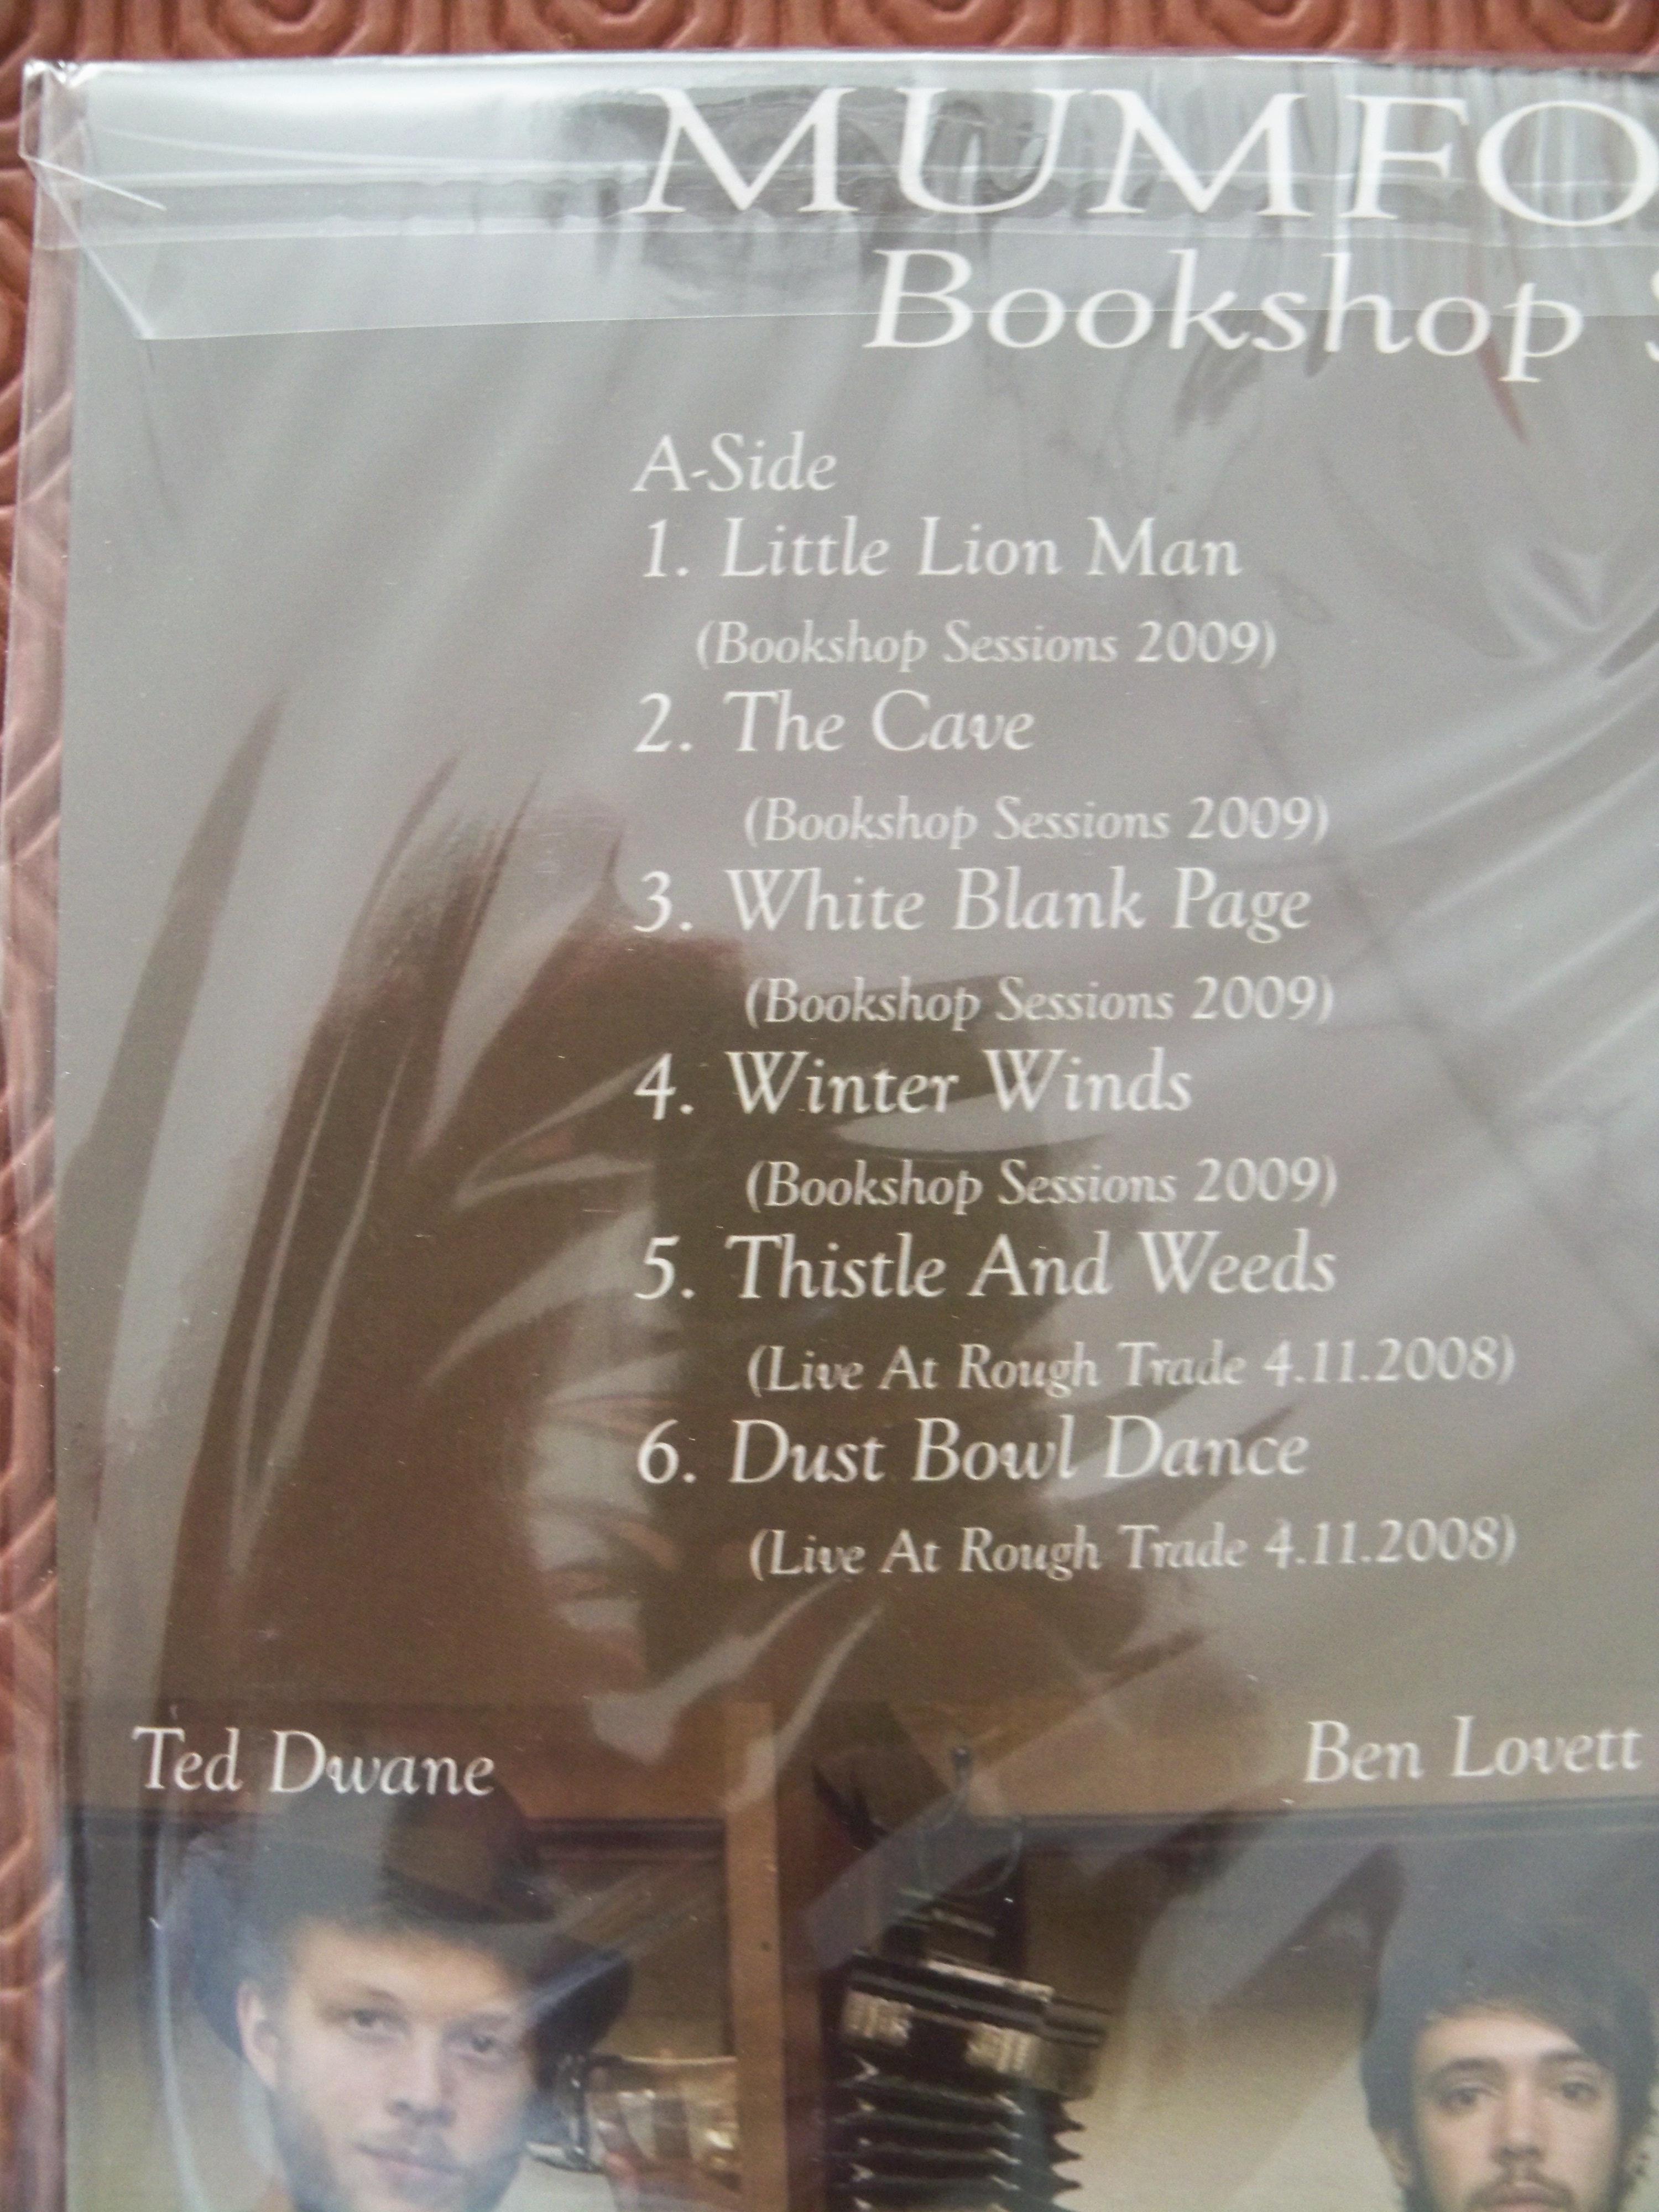 MUMFO
Bookshop S
A-Side
1. Little Lion Man
(Bookshop Sessions 2009)
2. The Cave
(Bookshop Sessions 2009)
3. White Blank Page
(Bookshop Sessions 2009)
4. Winter Winds
(Bookshop Sessions 2009)
5. Thistle And Weeds
(Live At Rough Trade 4.11.2008)
6. Dust Bowl Dance
(Live At Rough Trade 4.11.2008)
Ted Dwane
Ben Lovett